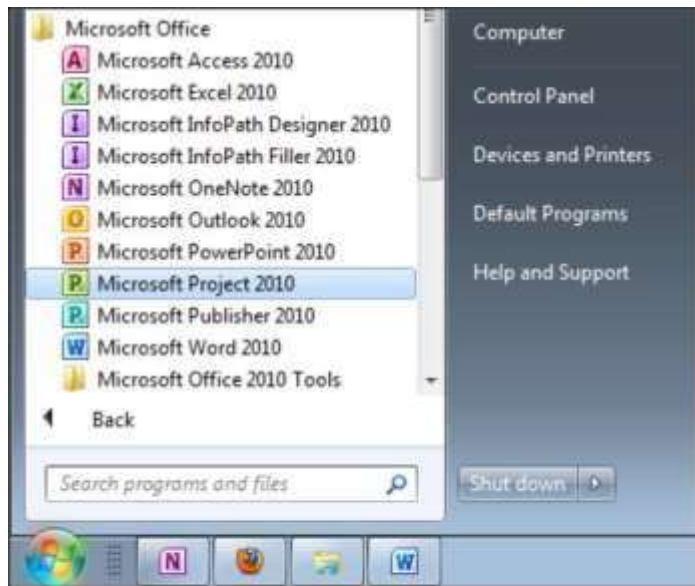 Microsoft Office
Microsoft Access 2010
Microsoft Excel 2010
Microsoft InfoPath Designer 2010
Microsoft InfoPath Filler 2010
Microsoft OneNote 2010
Microsoft Outlook 2010
Microsoft PowerPoint 2010
Microsoft Project 2010
Microsoft Publisher 2010
Microsoft Word 2010
Microsoft Office 2010 Tools
Back
Search programs and files
Computer
Control Panel
Devices and Printers
Default Programs
Help and Support
Shut down